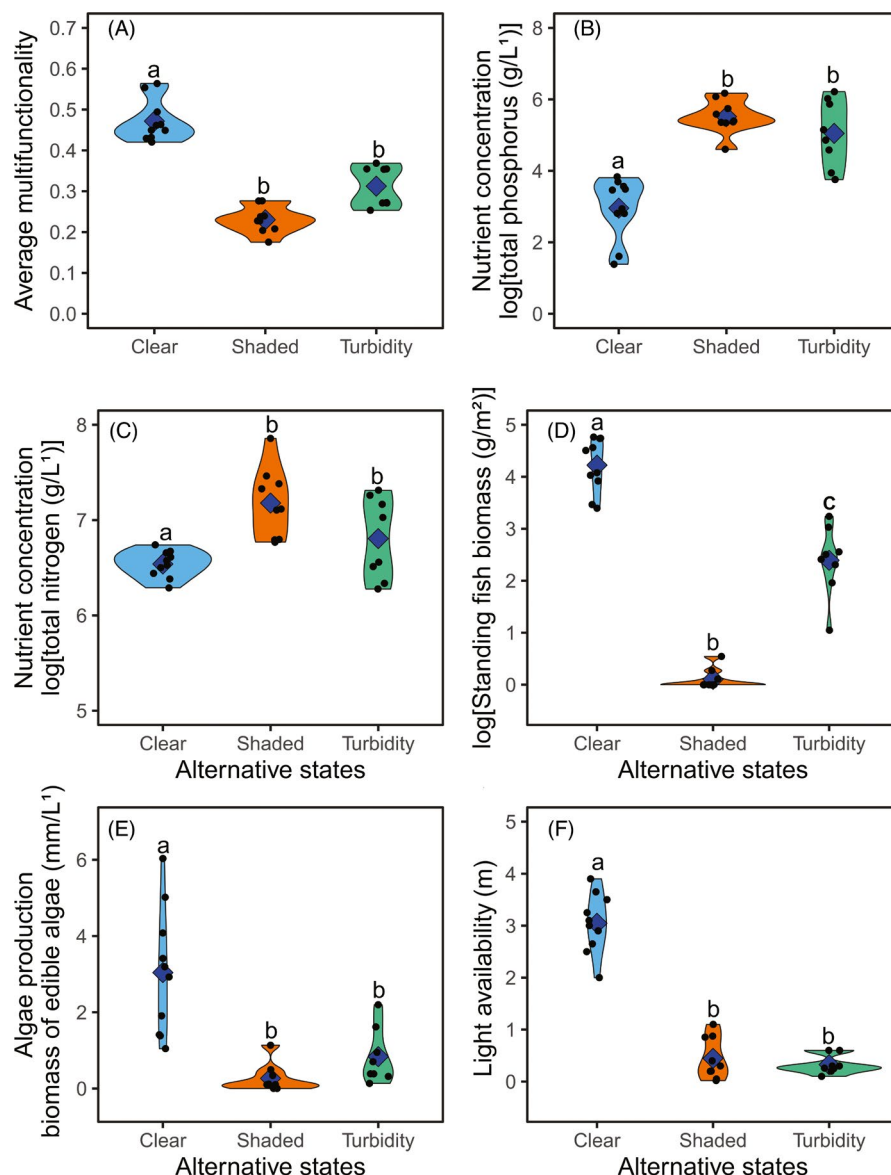 (A)
Average multifunctionality
0.7
0.6
0.5
0.4
0.3
0.2
0.1
0.0
a
b
b
Clear Shaded Turbidity
(B)
Nutrient concentration
log[total phosphorus (g/L¹)]
8
6
4
2
0
a
b
b
Clear Shaded Turbidity
(C)
Nutrient concentration
log[total nitrogen (g/L¹)]
8
7
6
5
a
b
b
Clear Shaded Turbidity
Alternative states
(D)
log[Standing fish biomass (g/m²)]
5
4
3
2
1
0
a
b
c
Clear Shaded Turbidity
Alternative states
(E)
Algae production
biomass of edible algae (mm/L¹)
6
4
2
0
a
b
b
Clear Shaded Turbidity
Alternative states
(F)
Light availability (m)
5
4
3
2
1
0
a
b
b
Clear Shaded Turbidity
Alternative states